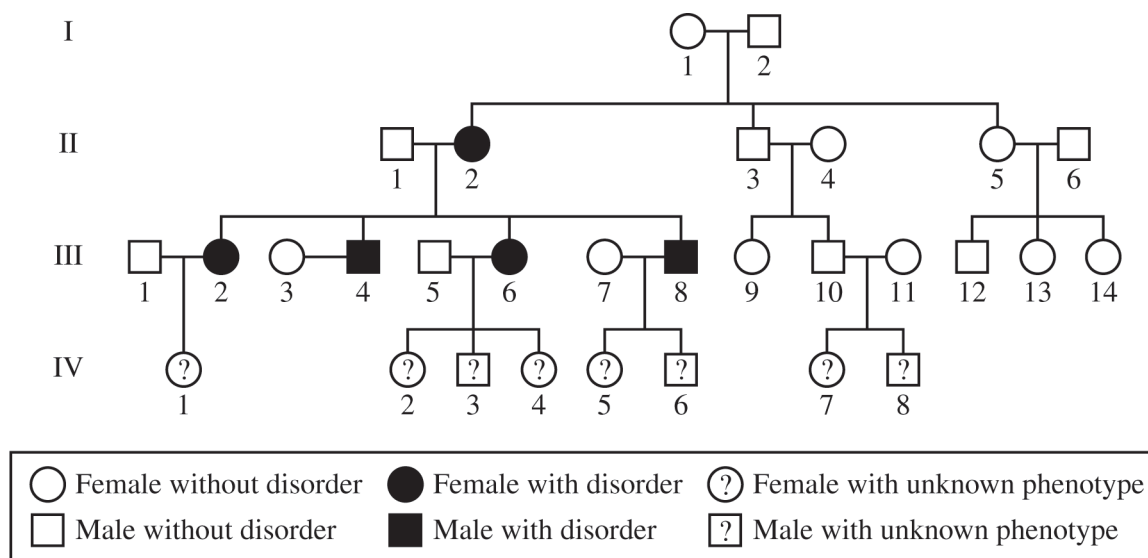 I
1 2
II
1 2 3 4 5 6
III
1 2 3 4 5 6 7 8 9 10 11 12 13 14
IV
? ? ? ? ? ? ? ?
1 2 3 4 5 6 7 8
Female without disorder Female with disorder ? Female with unknown phenotype
Male without disorder Male with disorder ? Male with unknown phenotype